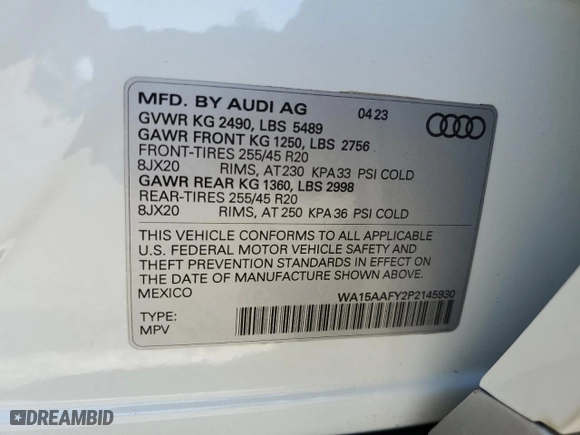 MFD. BY AUDI AG 04 23
GVWR KG 2490, LBS 5489
GAWR FRONT KG 1250, LBS 2756
FRONT-TIRES 255/45 R20
8JX20 RIMS, AT 230 KPA 33 PSI COLD
GAWR REAR KG 1360, LBS 2998
REAR-TIRES 255/45 R20
8JX20 RIMS, AT 250 KPA 36 PSI COLD
THIS VEHICLE CONFORMS TO ALL APPLICABLE
U.S. FEDERAL MOTOR VEHICLE SAFETY AND
THEFT PREVENTION STANDARDS IN EFFECT ON
THE DATE OF MANUFACTURE SHOWN ABOVE.
MEXICO WA15AAFY2P2145930
TYPE:
MPV
DREAMBID